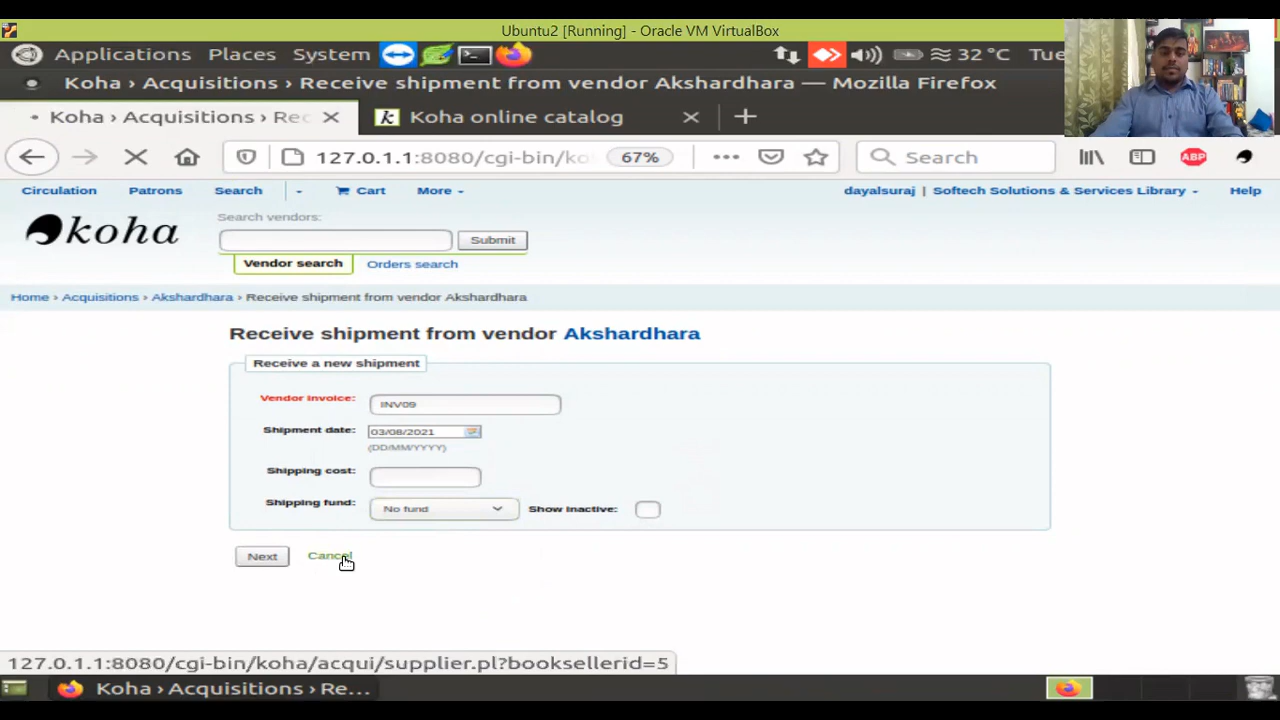 Ubuntu2 [Running] - Oracle VM VirtualBox
Applications Places System 32 °C Tue
Koha › Acquisitions › Receive shipment from vendor Akshardhara — Mozilla Firefox
Koha › Acquisitions › Rec Koha online catalog
127.0.1.1:8080/cgi-bin/ko 67% Search ABP
Circulation Patrons Search Cart More dayalsuraj | Softech Solutions & Services Library Help
koha
Search vendors:
Submit
Vendor search Orders search
Home › Acquisitions › Akshardhara › Receive shipment from vendor Akshardhara
Receive shipment from vendor Akshardhara
Receive a new shipment
Vendor invoice: INV09
Shipment date: 03/08/2021
(DD/MM/YYYY)
Shipping cost:
Shipping fund: No fund Show inactive:
Next Cancel
127.0.1.1:8080/cgi-bin/koha/acqui/supplier.pl?booksellerid=5
Koha › Acquisitions › Re...